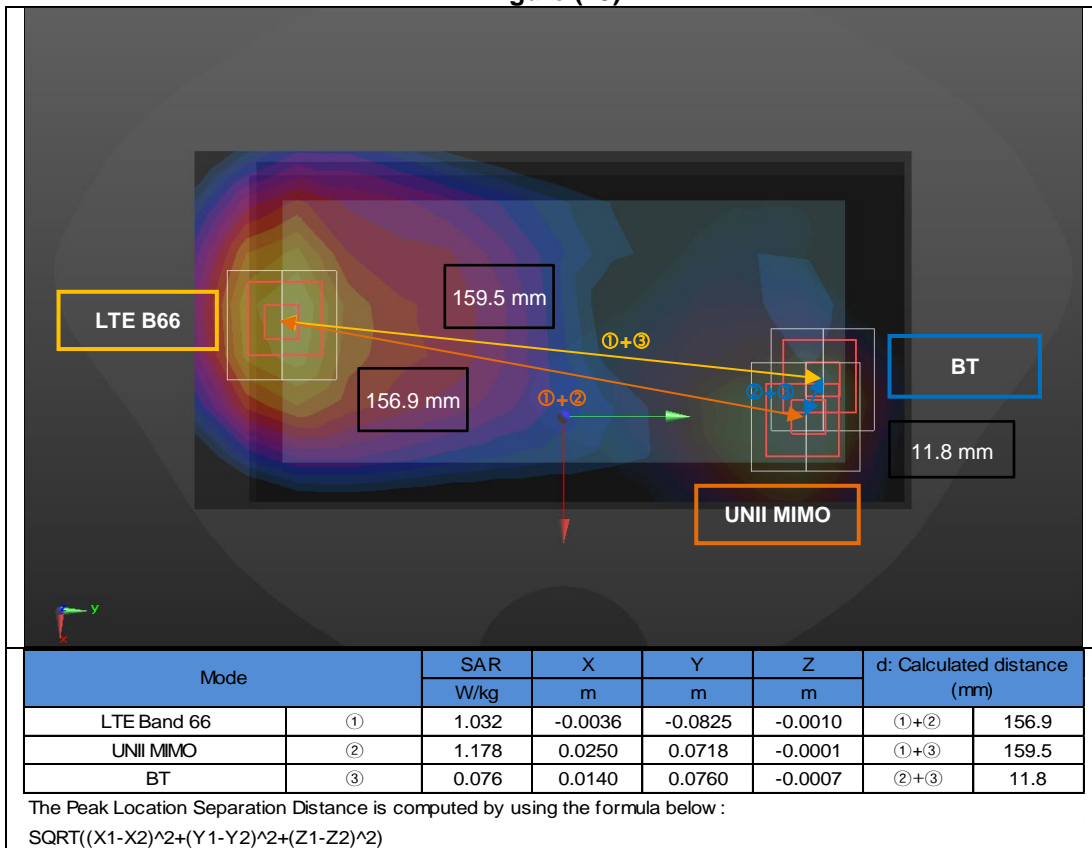 159.5 mm
LTE B66
①+③
BT
156.9 mm
①+②
②+③
11.8 mm
UNII MIMO
y
x
Mode SAR X Y Z d: Calculated distance
W/kg m m m (mm)
LTE Band 66 ① 1.032 -0.0036 -0.0825 -0.0010 ①+② 156.9
UNII MIMO ② 1.178 0.0250 0.0718 -0.0001 ①+③ 159.5
BT ③ 0.076 0.0140 0.0760 -0.0007 ②+③ 11.8
The Peak Location Separation Distance is computed by using the formula below :
SQRT((X1-X2)^2+(Y1-Y2)^2+(Z1-Z2)^2)